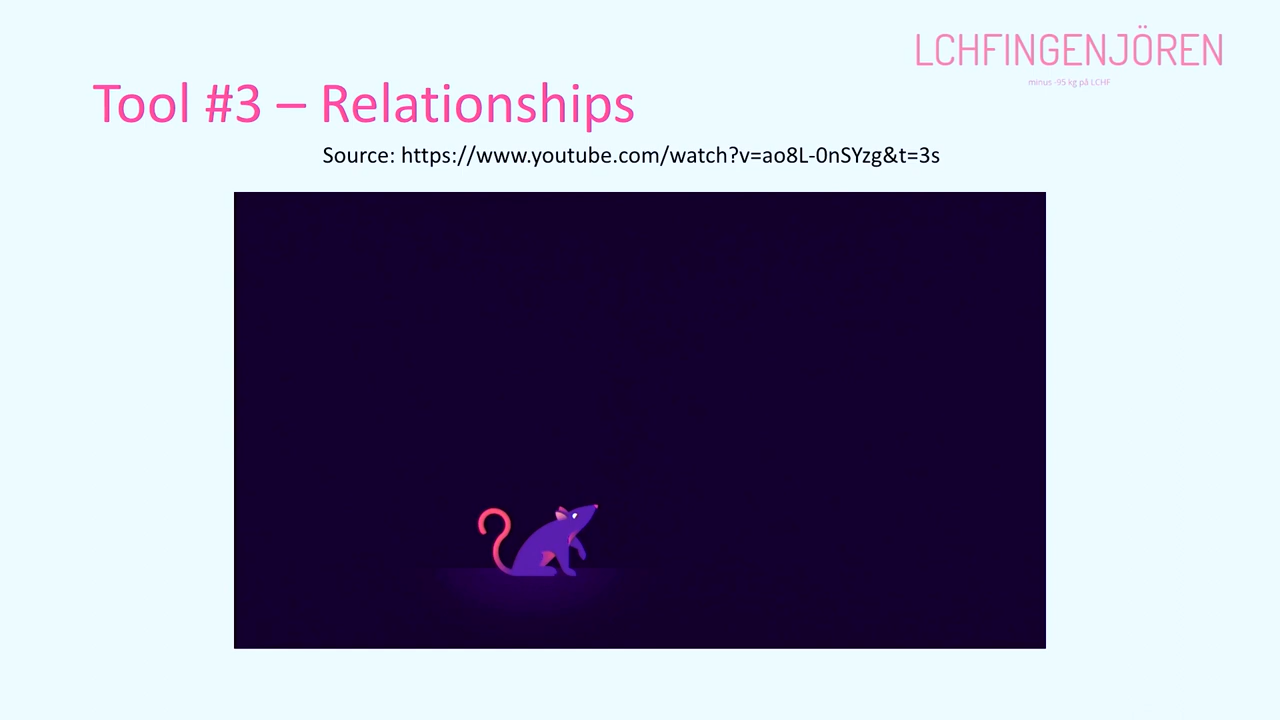 LCHFINGENJÖREN
minus -95 kg på LCHF
Tool #3 – Relationships
Source: https://www.youtube.com/watch?v=ao8L-0nSYzg&t=3s